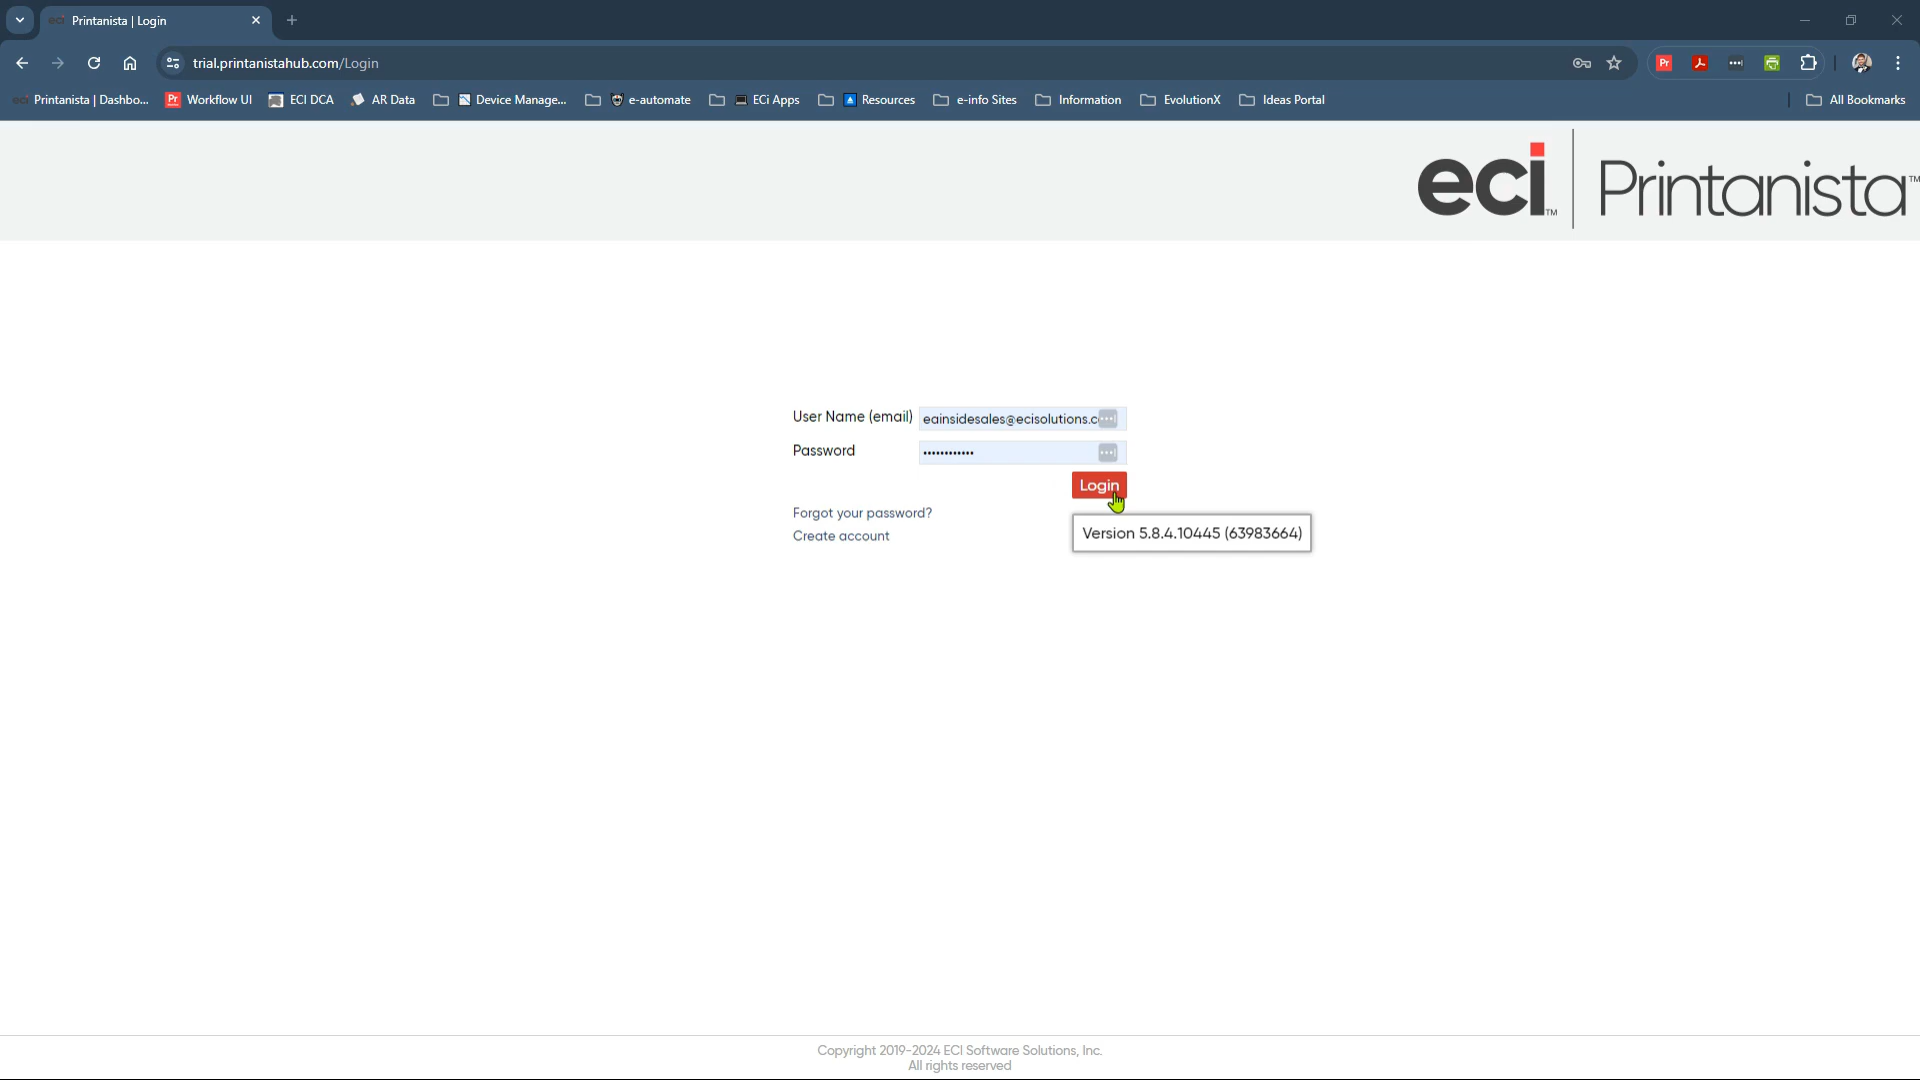 Printanista | Login
trial.printanistahub.com/Login
Printanista | Dashbo... Workflow UI ECI DCA AR Data Device Manage... e-automate ECi Apps Resources e-info Sites Information EvolutionX Ideas Portal All Bookmarks
eci™ Printanista™
User Name (email) eainsidesales@ecisolutions.c
Password ••••••••••••
Login
Forgot your password?
Version 5.8.4.10445 (63983664)
Create account
Copyright 2019-2024 ECI Software Solutions, Inc.
All rights reserved